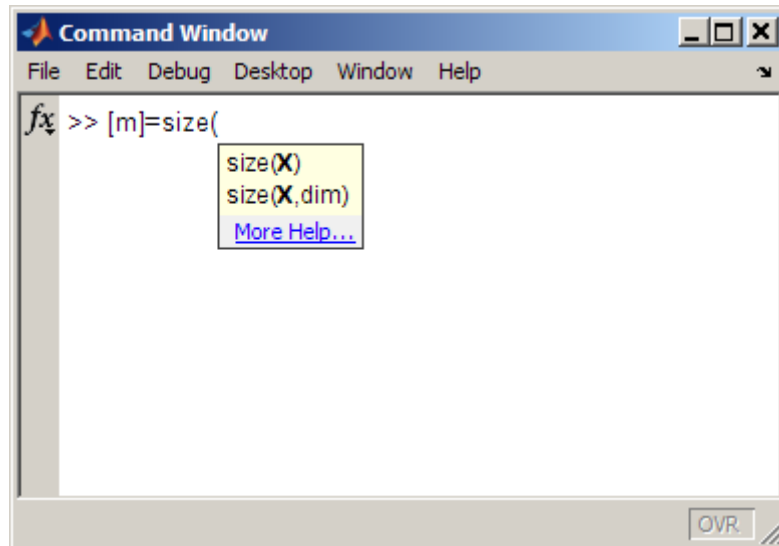 Command Window
File Edit Debug Desktop Window Help
fx >> [m]=size(
size(X)
size(X,dim)
More Help...
OVR